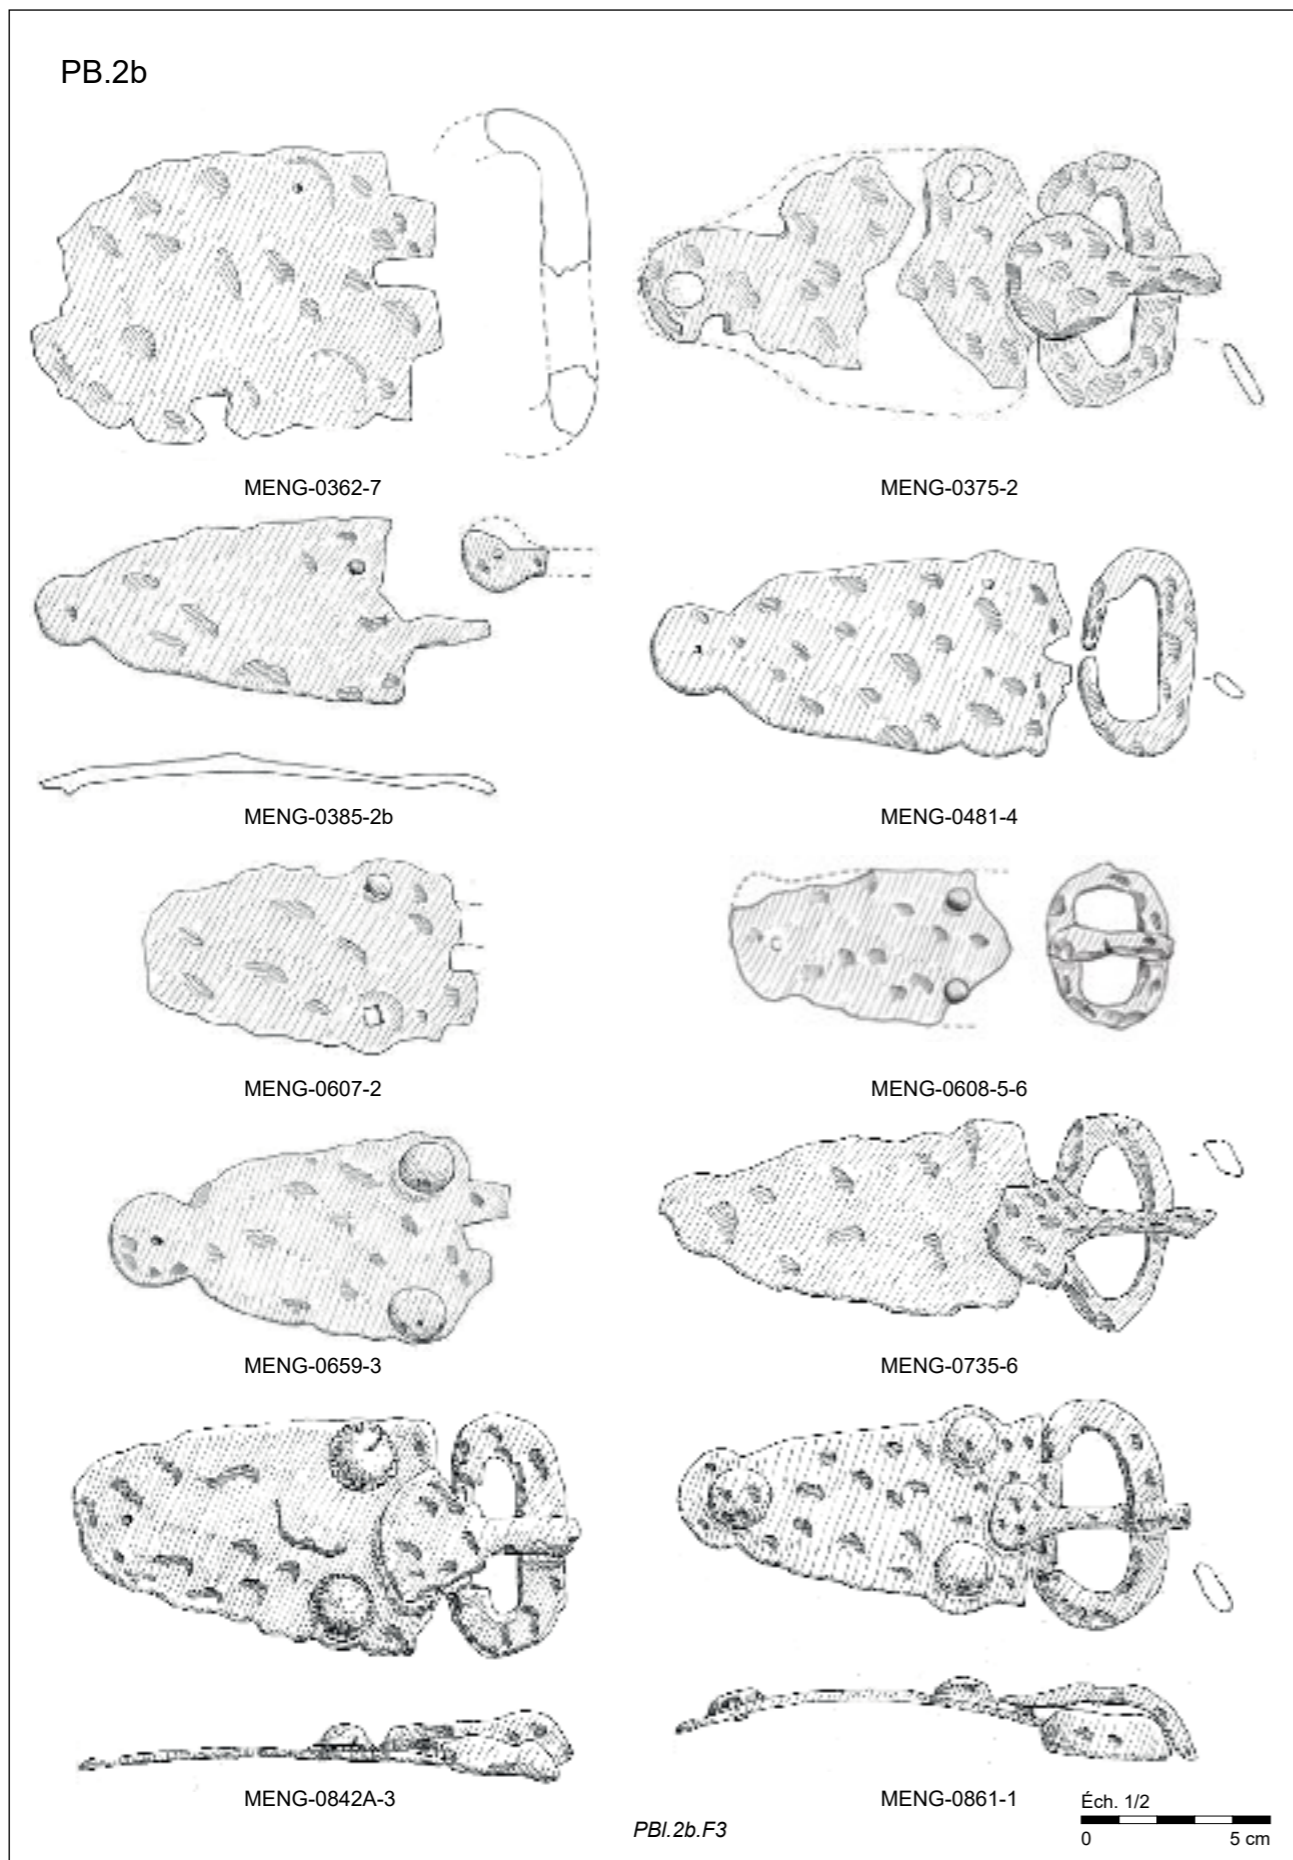 PB.2b
MENG-0362-7
MENG-0375-2
MENG-0385-2b
MENG-0481-4
MENG-0607-2
MENG-0608-5-6
MENG-0659-3
MENG-0735-6
MENG-0842A-3
MENG-0861-1
Éch. 1/2
0 5 cm
PBI.2b.F3